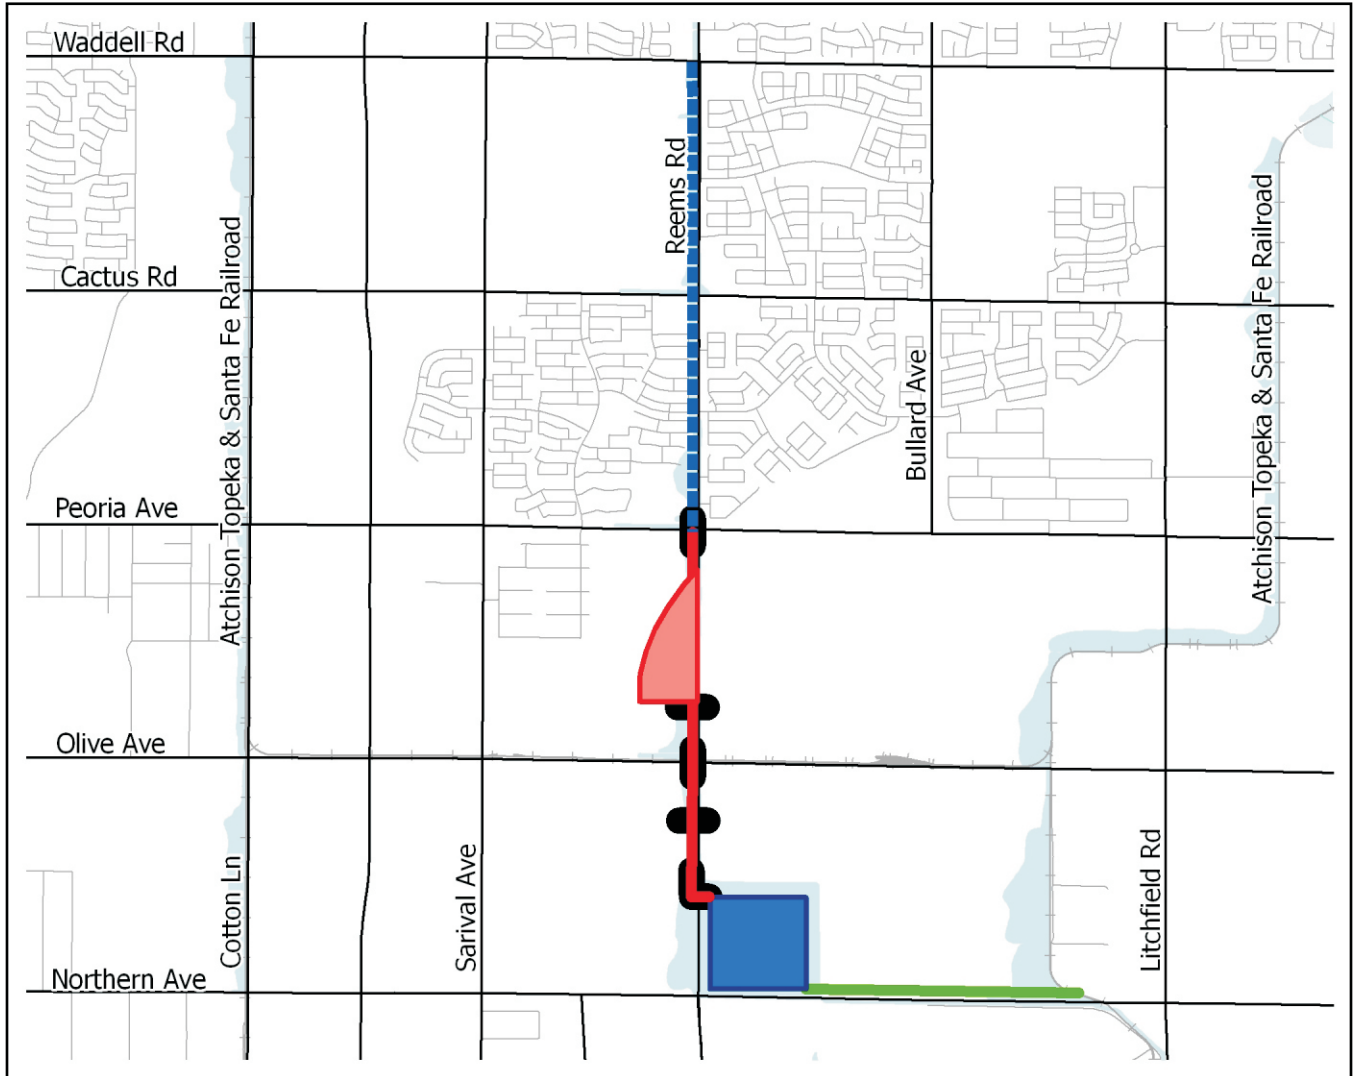 Waddell Rd
Reems Rd
Cactus Rd
Atchison Topeka & Santa Fe Railroad
Atchison Topeka & Santa Fe Railroad
Bullard Ave
Peoria Ave
Olive Ave
Cotton Ln
Sarival Ave
Litchfield Rd
Northern Ave